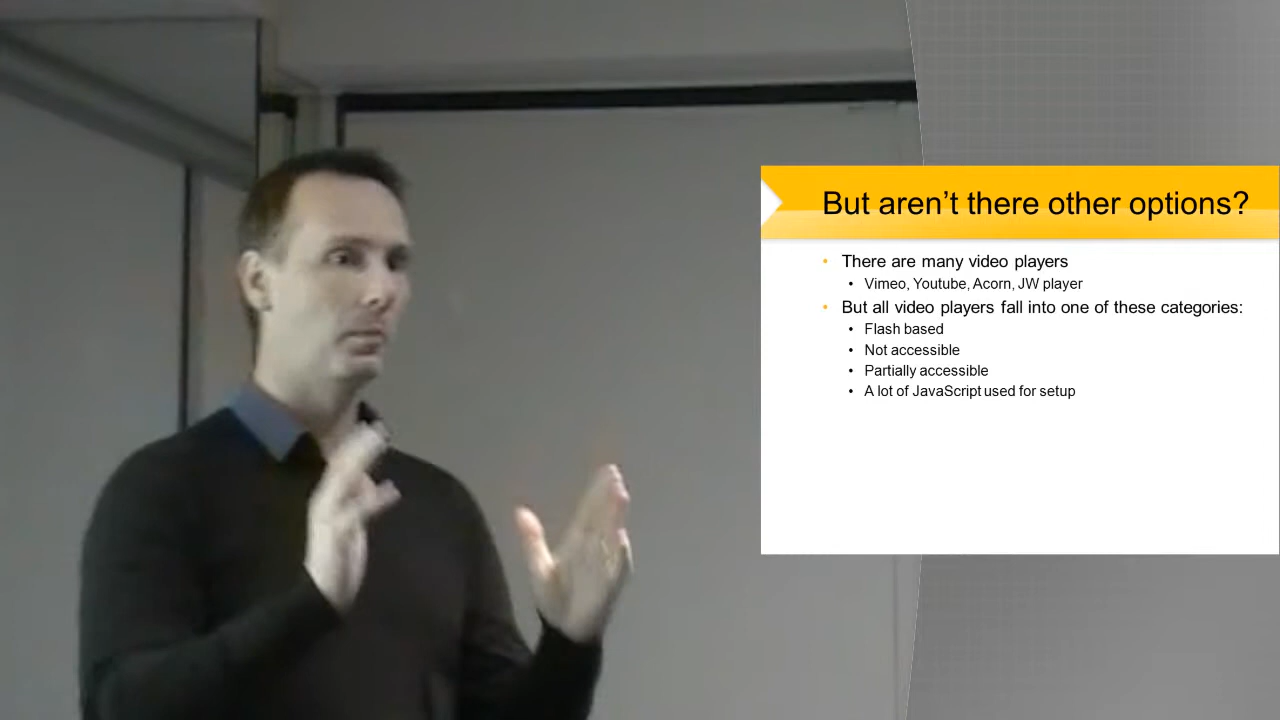 But aren’t there other options?
• There are many video players
• Vimeo, Youtube, Acorn, JW player
• But all video players fall into one of these categories:
• Flash based
• Not accessible
• Partially accessible
• A lot of JavaScript used for setup